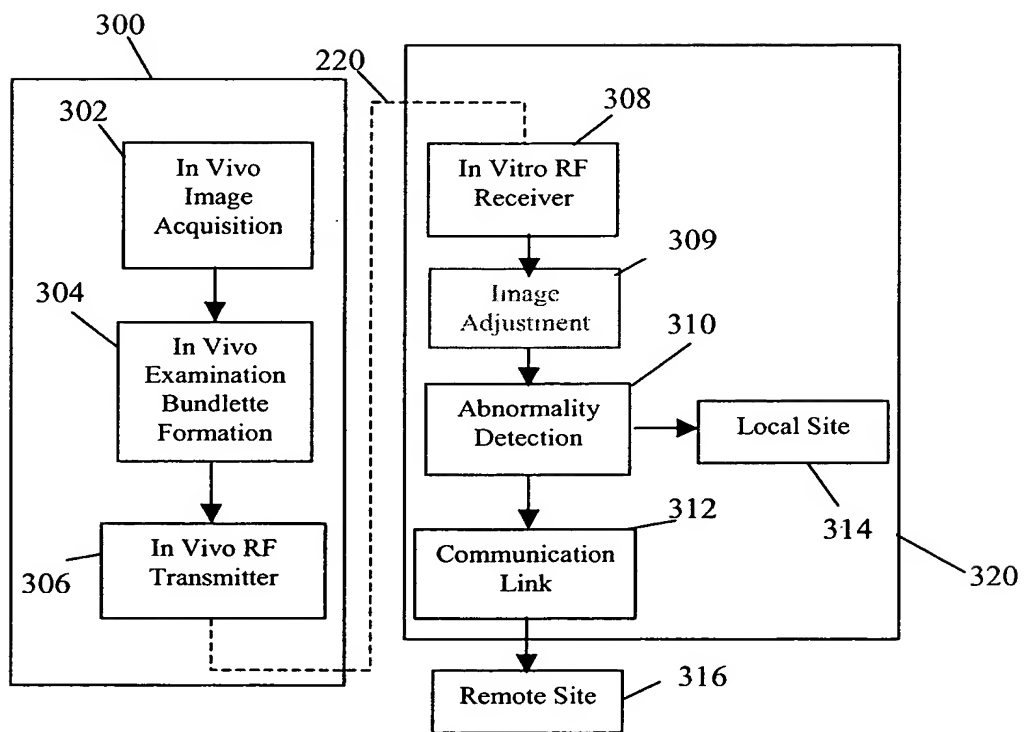 300
302
In Vivo
Image
Acquisition
304
In Vivo
Examination
Bundlette
Formation
306
In Vivo RF
Transmitter
220
308
In Vitro RF
Receiver
309
Image
Adjustment
310
Abnormality
Detection
Local Site
314
312
Communication
Link
320
Remote Site
316